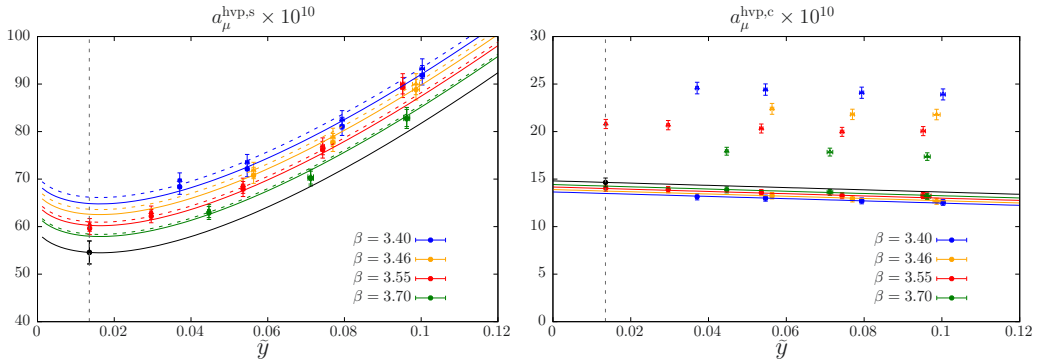 a_μ^{hvp,s} × 10^{10}
100
90
80
70
60
50
40
0
0.02
0.04
0.06
0.08
0.1
0.12
ỹ
β = 3.40
β = 3.46
β = 3.55
β = 3.70
a_μ^{hvp,c} × 10^{10}
30
25
20
15
10
5
0
0
0.02
0.04
0.06
0.08
0.1
0.12
ỹ
β = 3.40
β = 3.46
β = 3.55
β = 3.70